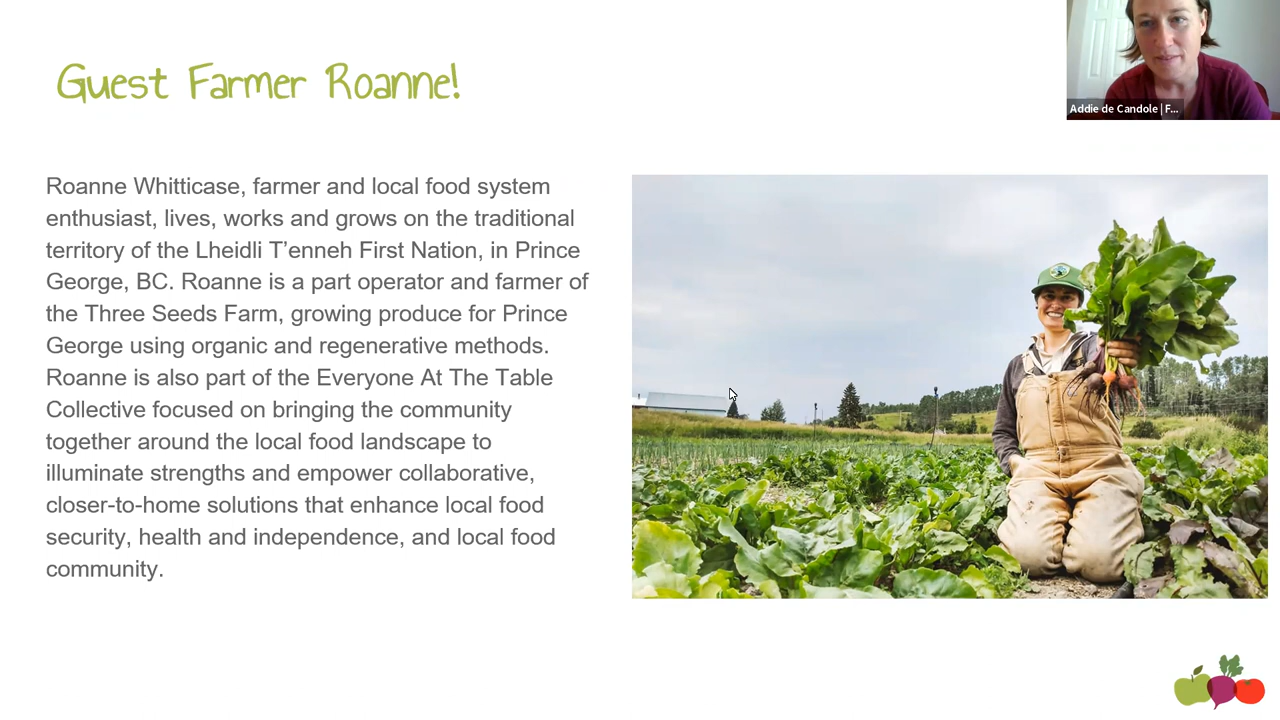 Guest Farmer Roanne!
Addie de Candole | F...
Roanne Whitticase, farmer and local food system
enthusiast, lives, works and grows on the traditional
territory of the Lheidli T’enneh First Nation, in Prince
George, BC. Roanne is a part operator and farmer of
the Three Seeds Farm, growing produce for Prince
George using organic and regenerative methods.
Roanne is also part of the Everyone At The Table
Collective focused on bringing the community
together around the local food landscape to
illuminate strengths and empower collaborative,
closer-to-home solutions that enhance local food
security, health and independence, and local food
community.